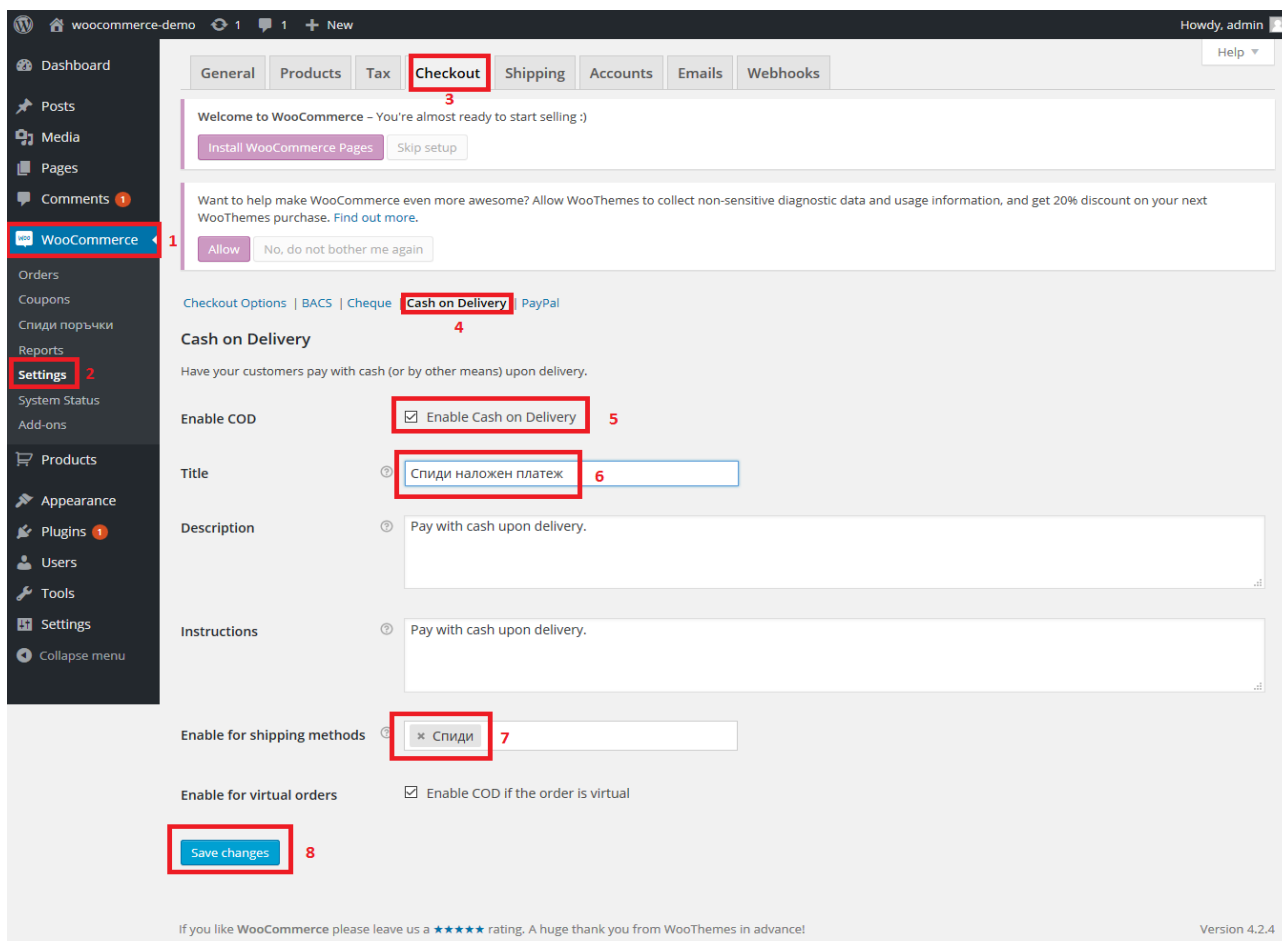 woocommerce-demo 1 1 + New Howdy, admin
Help
Dashboard
Posts
Media
Pages
Comments 1
WooCommerce 1
Orders
Coupons
Спиди поръчки
Reports
Settings 2
System Status
Add-ons
Products
Appearance
Plugins 1
Users
Tools
Settings
Collapse menu
General Products Tax Checkout Shipping Accounts Emails Webhooks
3
Welcome to WooCommerce – You're almost ready to start selling :)
Install WooCommerce Pages Skip setup
Want to help make WooCommerce even more awesome? Allow WooThemes to collect non-sensitive diagnostic data and usage information, and get 20% discount on your next
WooThemes purchase. Find out more.
Allow No, do not bother me again
Checkout Options | BACS | Cheque | Cash on Delivery | PayPal
4
Cash on Delivery
Have your customers pay with cash (or by other means) upon delivery.
Enable COD Enable Cash on Delivery 5
Title ? Спиди наложен платеж 6
Description ? Pay with cash upon delivery.
Instructions ? Pay with cash upon delivery.
Enable for shipping methods ? × Спиди 7
Enable for virtual orders Enable COD if the order is virtual
Save changes 8
If you like WooCommerce please leave us a ★★★★★ rating. A huge thank you from WooThemes in advance! Version 4.2.4